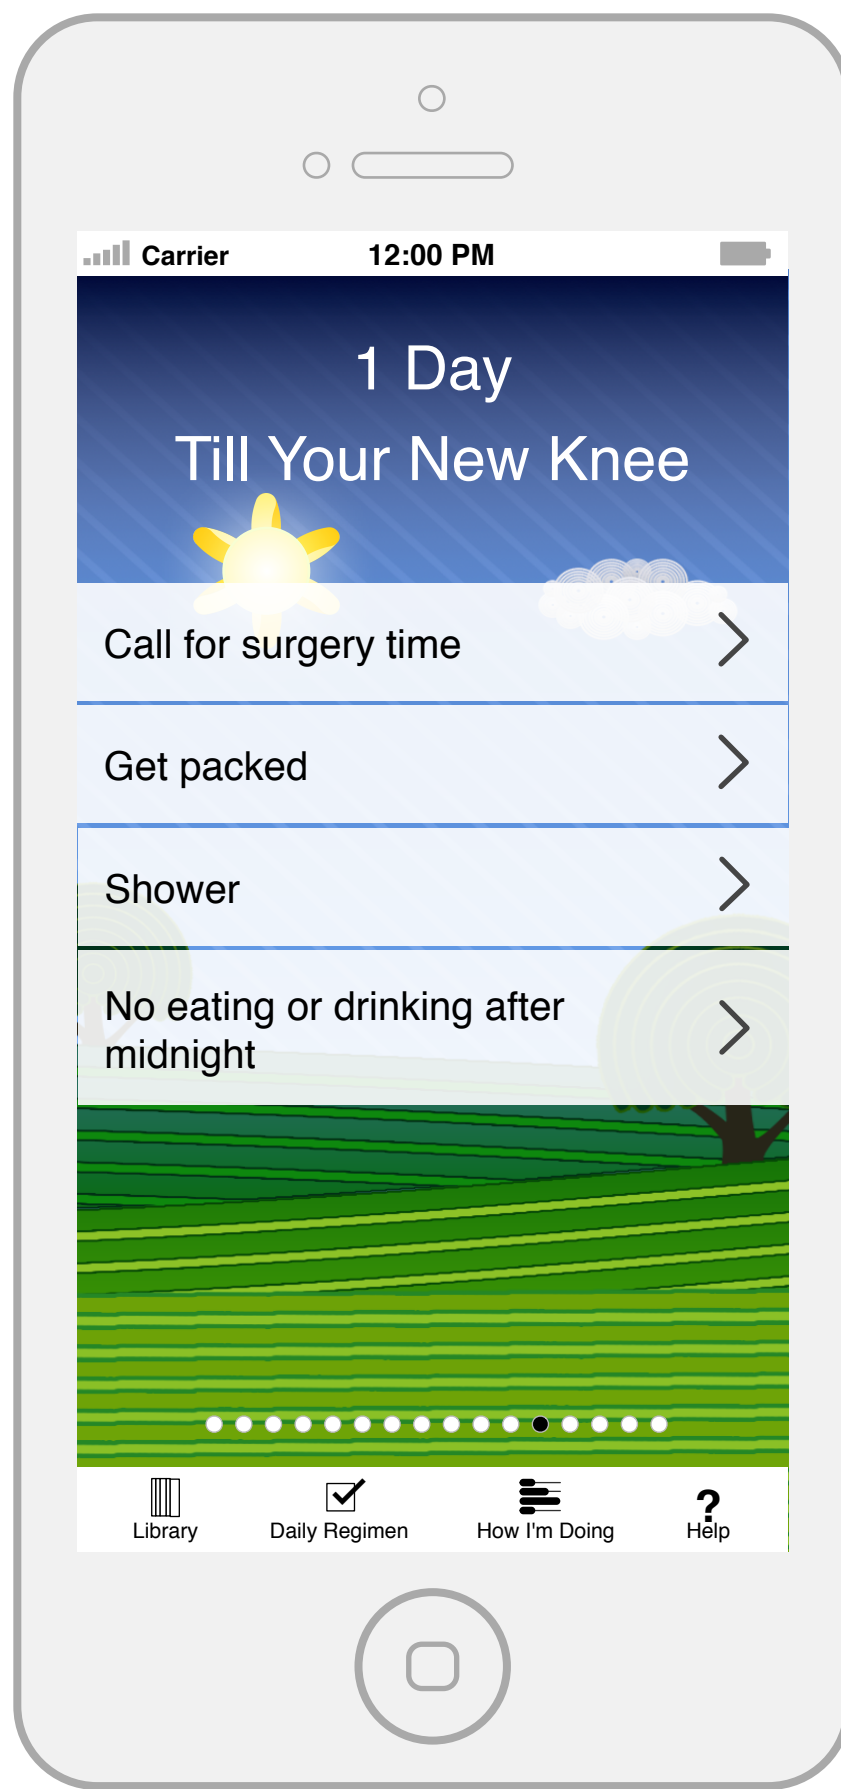 Carrier 12:00 PM
1 Day
Till Your New Knee
Call for surgery time
Get packed
Shower
No eating or drinking after
midnight
Library Daily Regimen How I'm Doing ? Help